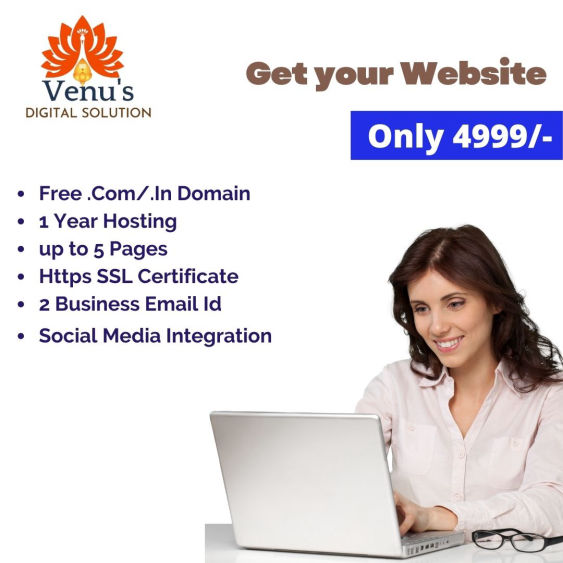 Venu's
DIGITAL SOLUTION
Get your Website
Only 4999/-
Free .Com/.In Domain
1 Year Hosting
up to 5 Pages
Https SSL Certificate
2 Business Email Id
Social Media Integration